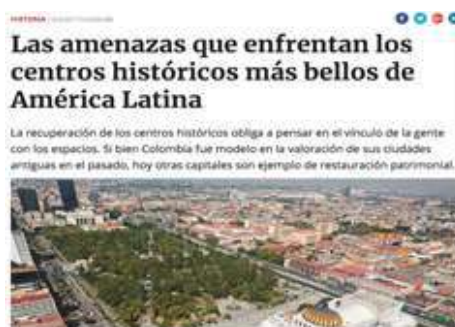 HISTORIA
Las amenazas que enfrentan los
centros históricos más bellos de
América Latina
La recuperación de los centros históricos obliga a pensar en el vínculo de la gente
con los espacios. Si bien Colombia fue modelo en la valoración de sus ciudades
antiguas en el pasado, hoy otras capitales son ejemplo de restauración patrimonial.